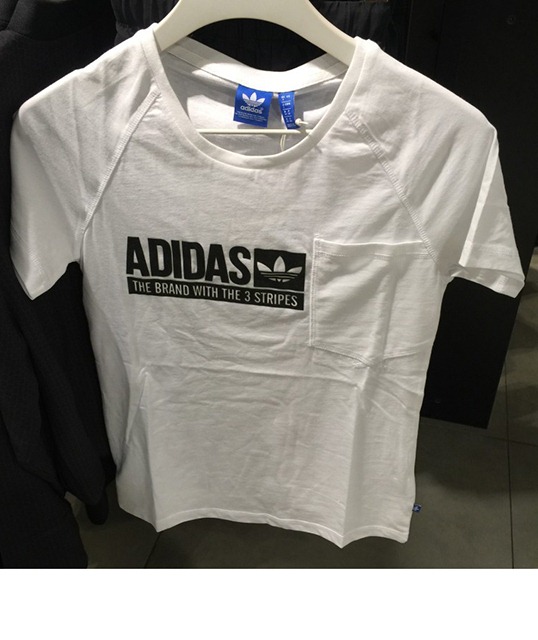 adidas
ADIDAS
THE BRAND WITH THE 3 STRIPES